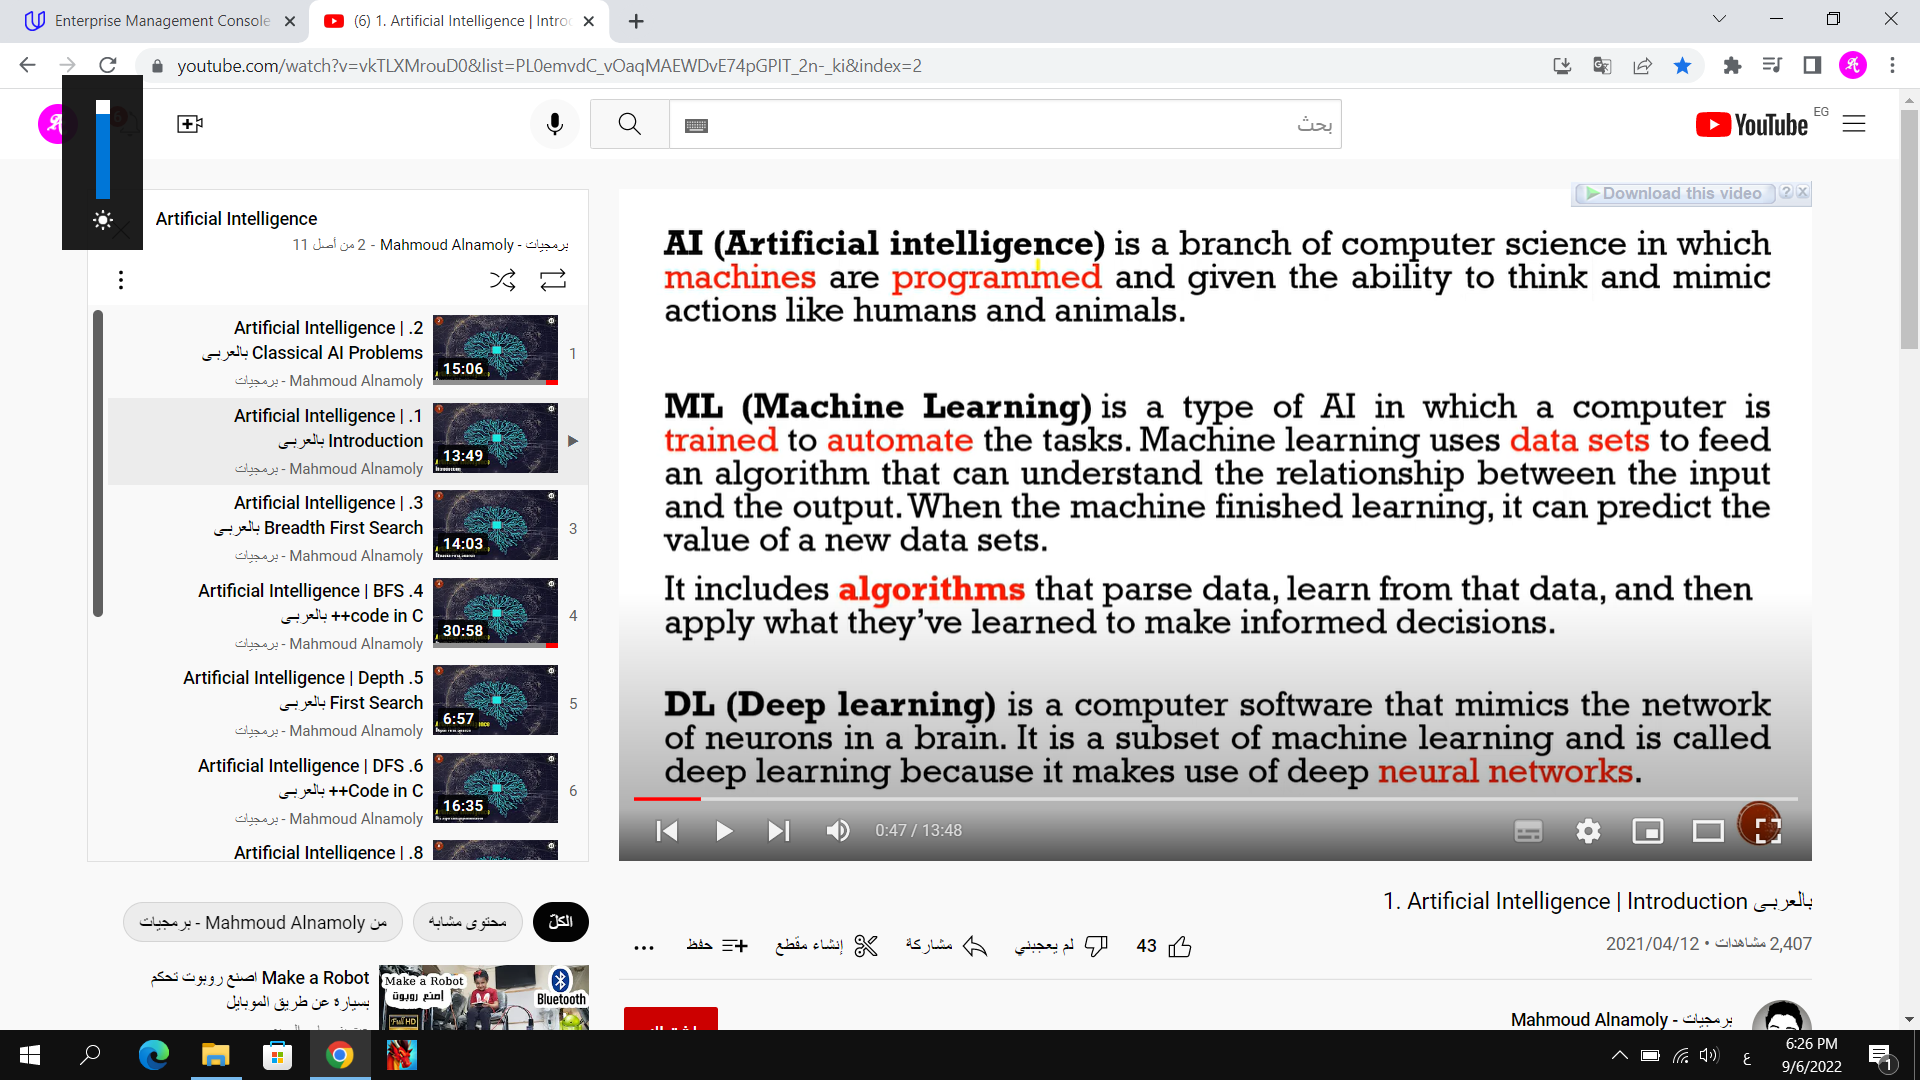 Enterprise Management Console
(6) 1. Artificial Intelligence | Intro
youtube.com/watch?v=vkTLXMrouD0&list=PL0emvdC_vOaqMAEWDvE74pGPIT_2n-_ki&index=2
6
بحث
YouTube EG
Artificial Intelligence
برمجيات - Mahmoud Alnamoly - 2 من أصل 11
2. Artificial Intelligence |
Classical AI Problems بالعربي
Mahmoud Alnamoly - برمجيات
15:06
1
1. Artificial Intelligence |
Introduction بالعربي
Mahmoud Alnamoly - برمجيات
13:49
3. Artificial Intelligence |
Breadth First Search بالعربي
Mahmoud Alnamoly - برمجيات
14:03
3
4. Artificial Intelligence | BFS
code in C++ بالعربي
Mahmoud Alnamoly - برمجيات
30:58
4
5. Artificial Intelligence | Depth
First Search بالعربي
Mahmoud Alnamoly - برمجيات
6:57
5
6. Artificial Intelligence | DFS
Code in C++ بالعربي
Mahmoud Alnamoly - برمجيات
16:35
6
8. Artificial Intelligence |
Download this video
AI (Artificial intelligence) is a branch of computer science in which
machines are programmed and given the ability to think and mimic
actions like humans and animals.
ML (Machine Learning) is a type of AI in which a computer is
trained to automate the tasks. Machine learning uses data sets to feed
an algorithm that can understand the relationship between the input
and the output. When the machine finished learning, it can predict the
value of a new data sets.
It includes algorithms that parse data, learn from that data, and then
apply what they've learned to make informed decisions.
DL (Deep learning) is a computer software that mimics the network
of neurons in a brain. It is a subset of machine learning and is called
deep learning because it makes use of deep neural networks.
0:47 / 13:48
1. Artificial Intelligence | Introduction بالعربي
2,407 مشاهدات • 2021/04/12
43
لم يعجبني
مشاركة
إنشاء مقطع
حفظ
الكلّ
محتوى مشابه
من Mahmoud Alnamoly - برمجيات
Make a Robot اصنع روبوت تحكم
بسيارة عن طريق الموبايل
Make a Robot
إصنع روبوت
Bluetooth
Full HD
برمجيات - Mahmoud Alnamoly
ع
6:26 PM
9/6/2022
1